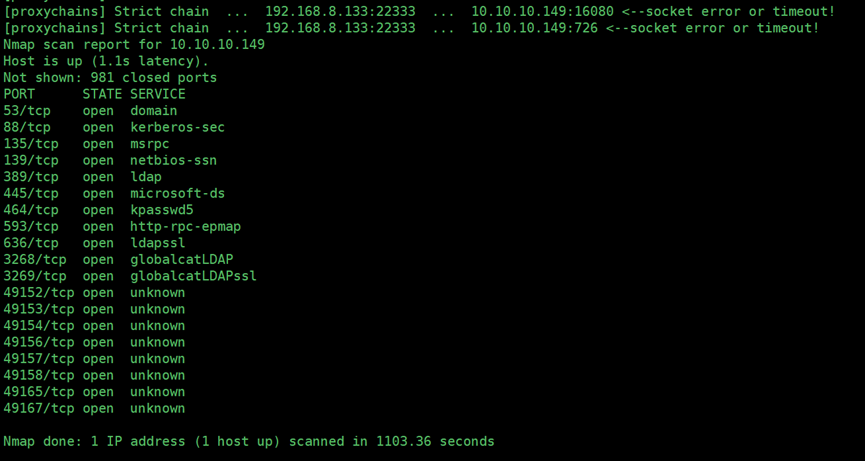 [proxychains] Strict chain  ...  192.168.8.133:22333  ...  10.10.10.149:16080 <--socket error or timeout!
[proxychains] Strict chain  ...  192.168.8.133:22333  ...  10.10.10.149:726 <--socket error or timeout!
Nmap scan report for 10.10.10.149
Host is up (1.1s latency).
Not shown: 981 closed ports
PORT      STATE SERVICE
53/tcp    open  domain
88/tcp    open  kerberos-sec
135/tcp   open  msrpc
139/tcp   open  netbios-ssn
389/tcp   open  ldap
445/tcp   open  microsoft-ds
464/tcp   open  kpasswd5
593/tcp   open  http-rpc-epmap
636/tcp   open  ldapssl
3268/tcp  open  globalcatLDAP
3269/tcp  open  globalcatLDAPssl
49152/tcp open  unknown
49153/tcp open  unknown
49154/tcp open  unknown
49156/tcp open  unknown
49157/tcp open  unknown
49158/tcp open  unknown
49165/tcp open  unknown
49167/tcp open  unknown
Nmap done: 1 IP address (1 host up) scanned in 1103.36 seconds